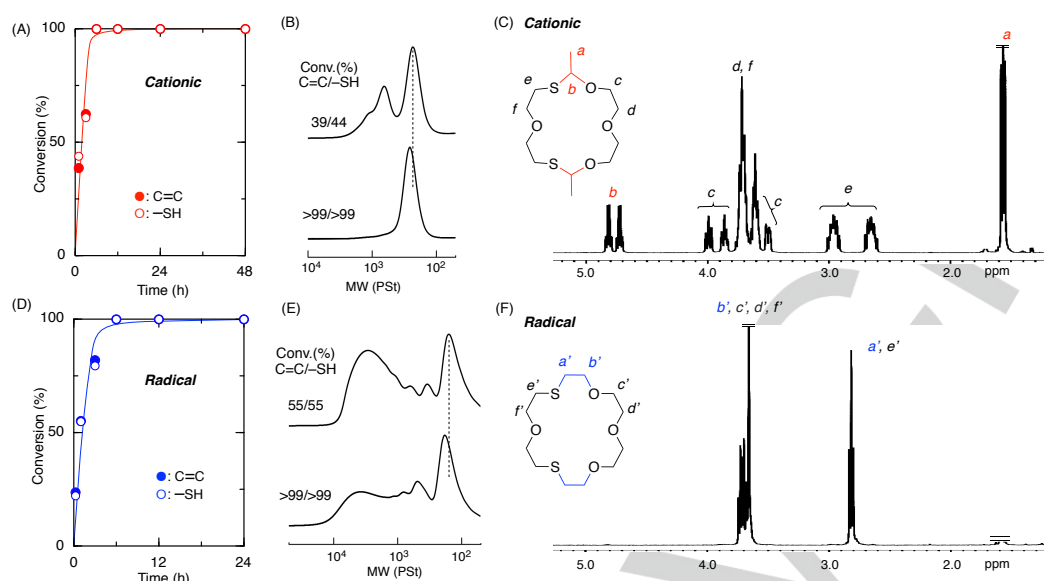 (A)
100
50
0
Conversion (%)
Cationic
●: C=C
○: –SH
0 24 48
Time (h)
(B)
Conv.(%)
C=C/–SH
39/44
>99/>99
10⁴ 10³ 10²
MW (PSt)
(C) Cationic
a
e S b O c
f d
O O
S O
b
c
d, f
c
e
a
5.0 4.0 3.0 2.0 ppm
(D)
100
50
0
Conversion (%)
Radical
●: C=C
○: –SH
0 12 24
Time (h)
(E)
Conv.(%)
C=C/–SH
55/55
>99/>99
10⁴ 10³ 10²
MW (PSt)
(F) Radical
a’ b’
e’ S O c’
f’ d’
O O
S O
b’, c’, d’, f’
a’, e’
5.0 4.0 3.0 2.0 ppm